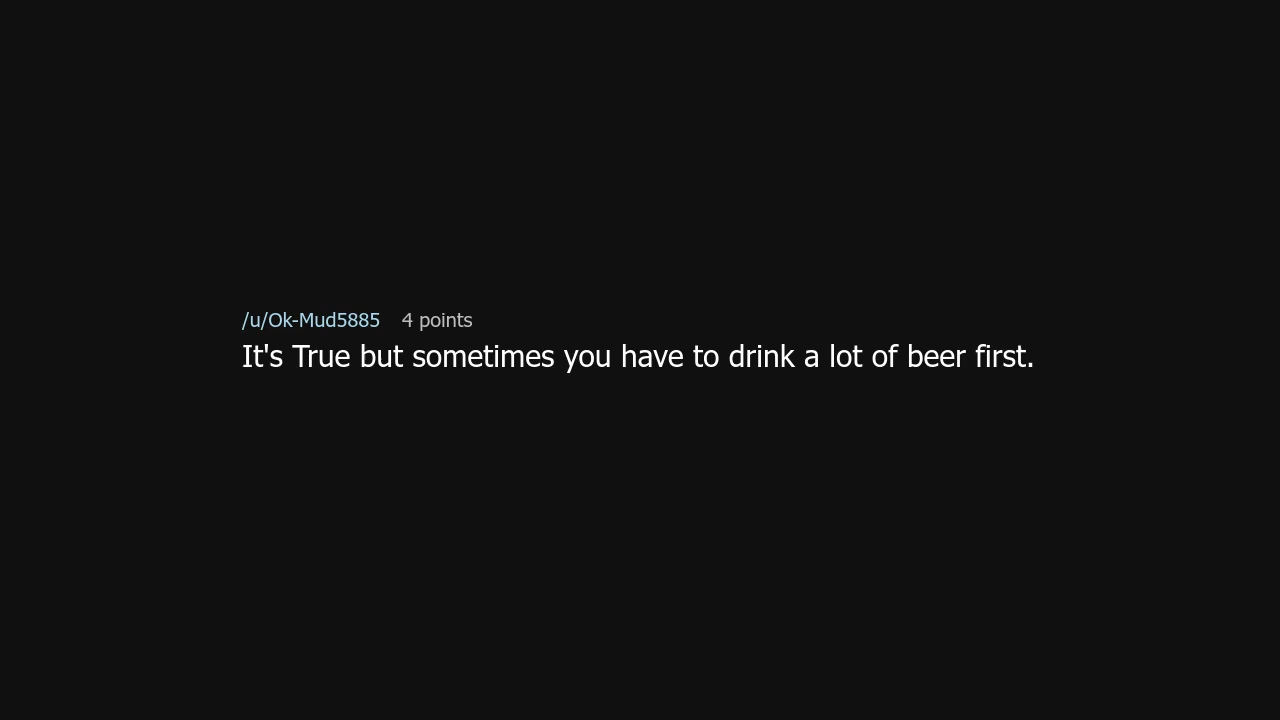 /u/Ok-Mud5885 4 points
It's True but sometimes you have to drink a lot of beer first.